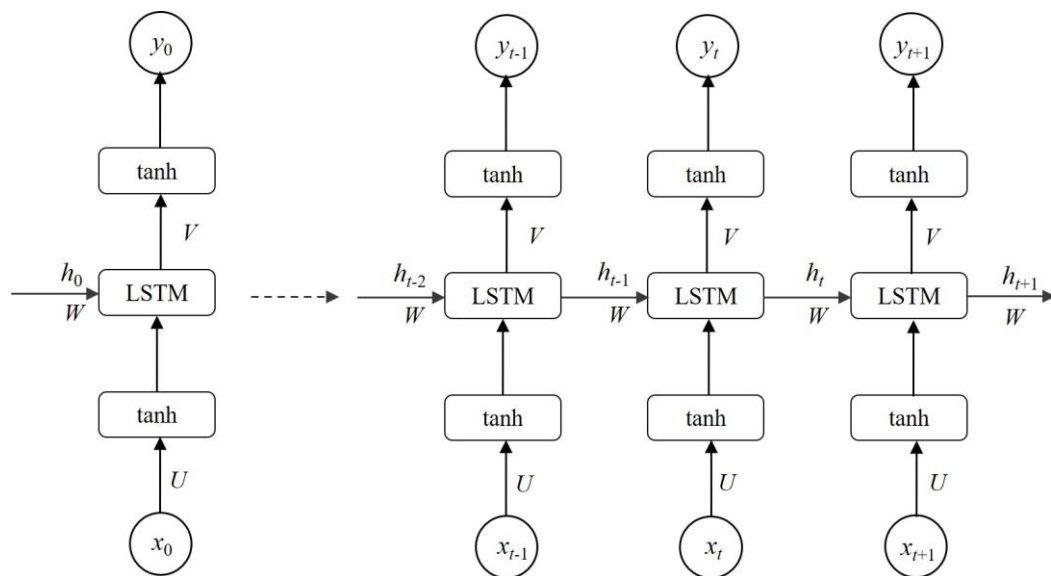 y0 yt-1 yt yt+1
tanh tanh tanh tanh
V V V V
h0 ht-2 ht-1 ht ht+1
LSTM LSTM LSTM LSTM
W W W W W
tanh tanh tanh tanh
U U U U
x0 xt-1 xt xt+1